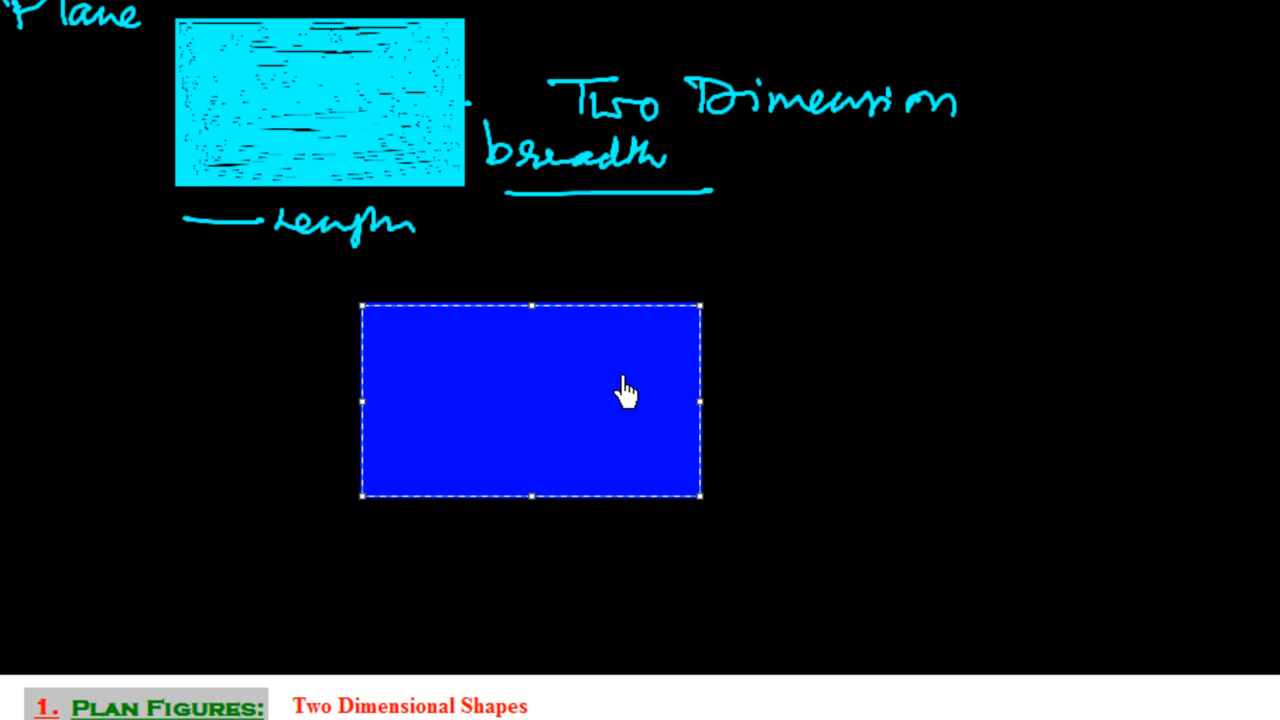 Plane
Two Dimension
breadth
Length
1. PLAN FIGURES: Two Dimensional Shapes